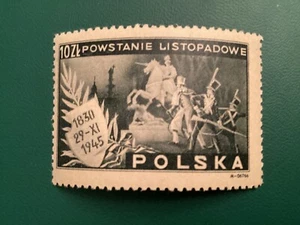 10 ZŁ POWSTANIE LISTOPADOWE
1830
29-XI
1945
POLSKA